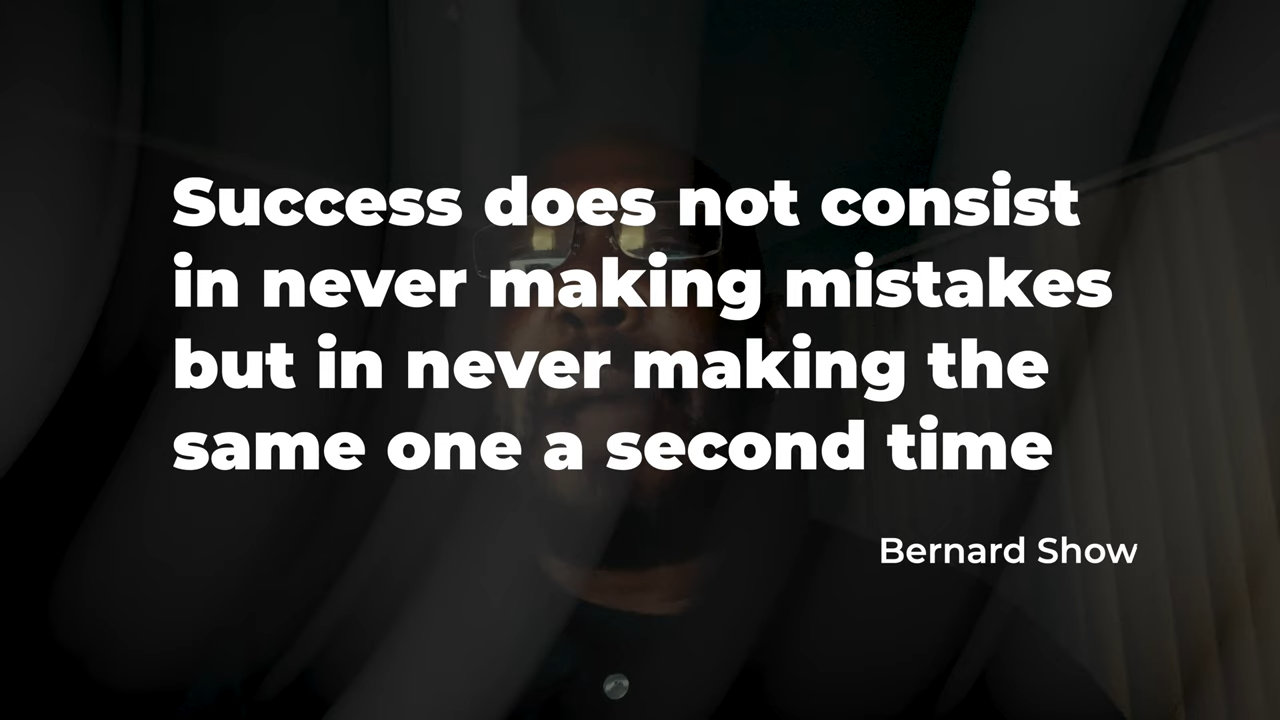 Success does not consist
in never making mistakes
but in never making the
same one a second time
Bernard Show